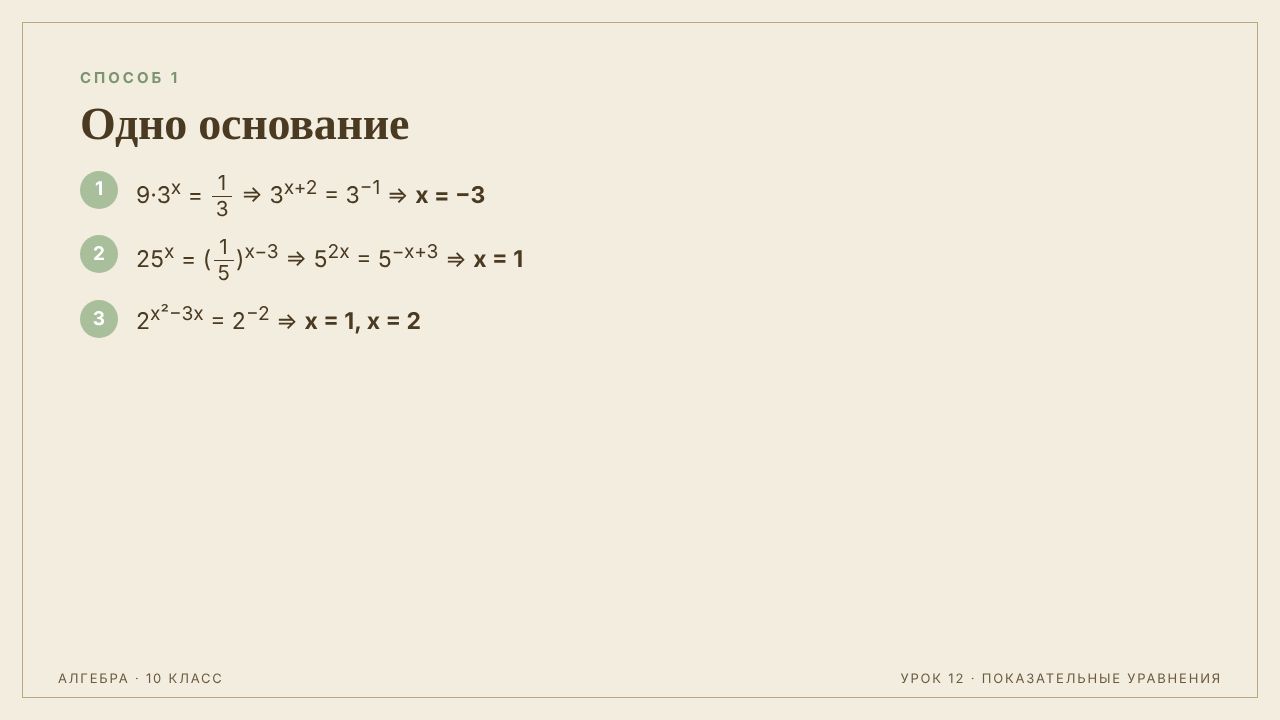 СПОСОБ 1
Одно основание
1 9·3ˣ = 1/3 ⇒ 3ˣ⁺² = 3⁻¹ ⇒ x = −3
2 25ˣ = (1/5)ˣ⁻³ ⇒ 5²ˣ = 5⁻ˣ⁺³ ⇒ x = 1
3 2^(x²−3x) = 2⁻² ⇒ x = 1, x = 2
АЛГЕБРА · 10 КЛАСС
УРОК 12 · ПОКАЗАТЕЛЬНЫЕ УРАВНЕНИЯ